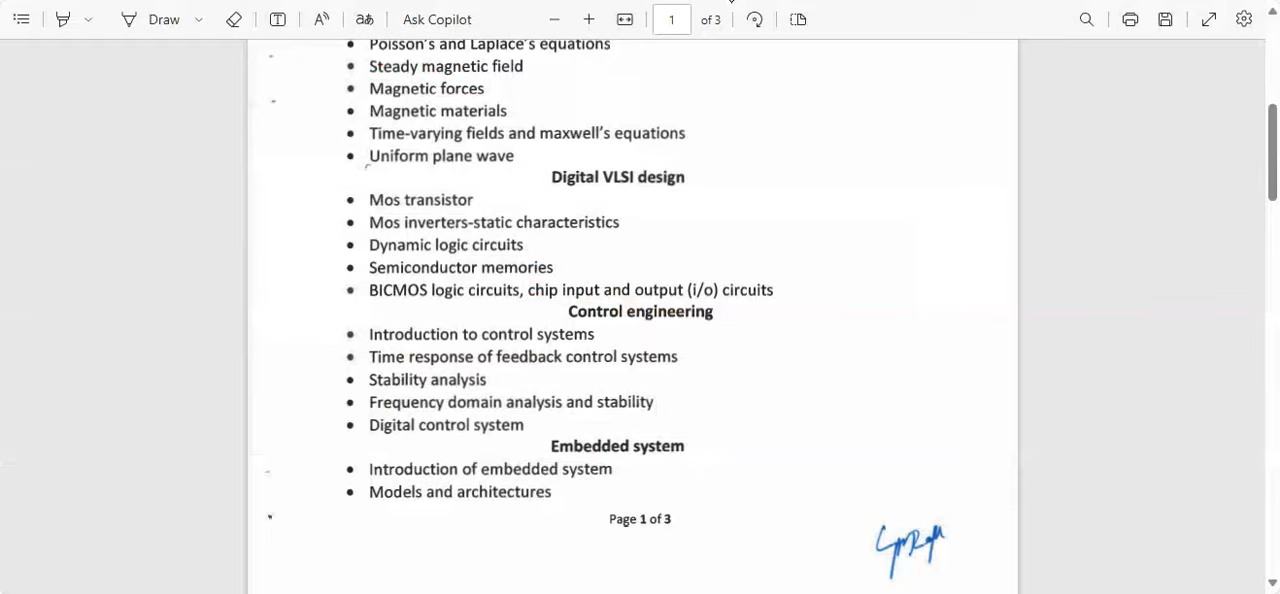 Draw
Ask Copilot
1 of 3
Poisson's and Laplace's equations
• Steady magnetic field
• Magnetic forces
• Magnetic materials
• Time-varying fields and maxwell's equations
• Uniform plane wave
Digital VLSI design
• Mos transistor
• Mos inverters-static characteristics
• Dynamic logic circuits
• Semiconductor memories
• BICMOS logic circuits, chip input and output (i/o) circuits
Control engineering
• Introduction to control systems
• Time response of feedback control systems
• Stability analysis
• Frequency domain analysis and stability
• Digital control system
Embedded system
• Introduction of embedded system
• Models and architectures
Page 1 of 3